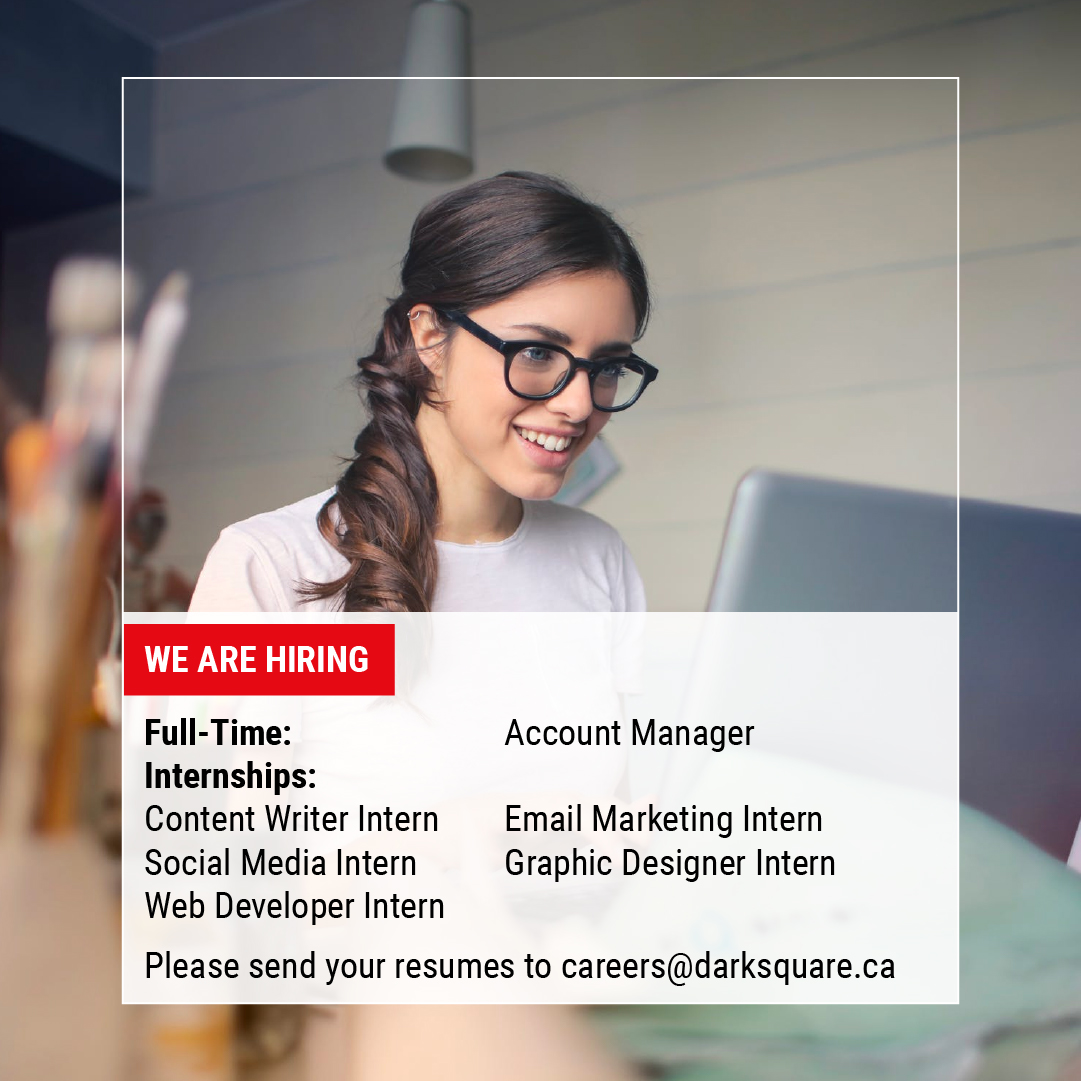 WE ARE HIRING
Full-Time: Account Manager
Internships:
Content Writer Intern Email Marketing Intern
Social Media Intern Graphic Designer Intern
Web Developer Intern
Please send your resumes to careers@darksquare.ca